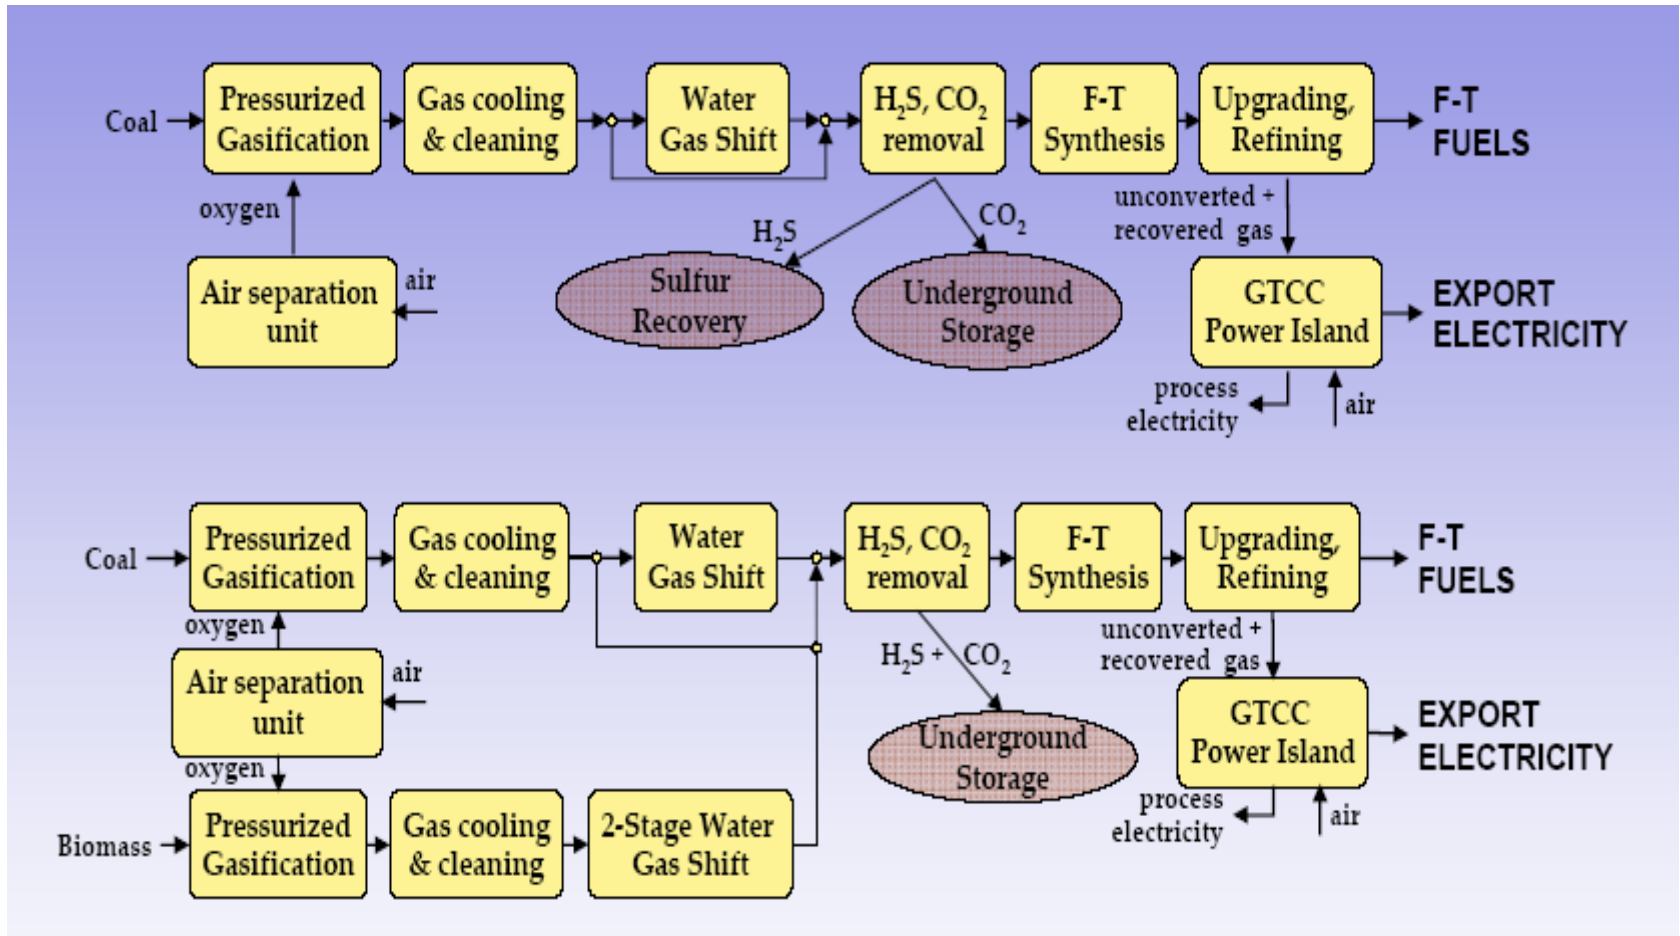 Coal
Pressurized
Gasification
Gas cooling
& cleaning
Water
Gas Shift
H₂S, CO₂
removal
F-T
Synthesis
Upgrading,
Refining
F-T
FUELS
oxygen
Air separation
unit
air
H₂S
CO₂
Sulfur
Recovery
Underground
Storage
unconverted +
recovered gas
GTCC
Power Island
EXPORT
ELECTRICITY
process
electricity
air
Coal
Pressurized
Gasification
Gas cooling
& cleaning
Water
Gas Shift
H₂S, CO₂
removal
F-T
Synthesis
Upgrading,
Refining
F-T
FUELS
oxygen
Air separation
unit
air
oxygen
H₂S + CO₂
Underground
Storage
unconverted +
recovered gas
GTCC
Power Island
EXPORT
ELECTRICITY
process
electricity
air
Biomass
Pressurized
Gasification
Gas cooling
& cleaning
2-Stage Water
Gas Shift